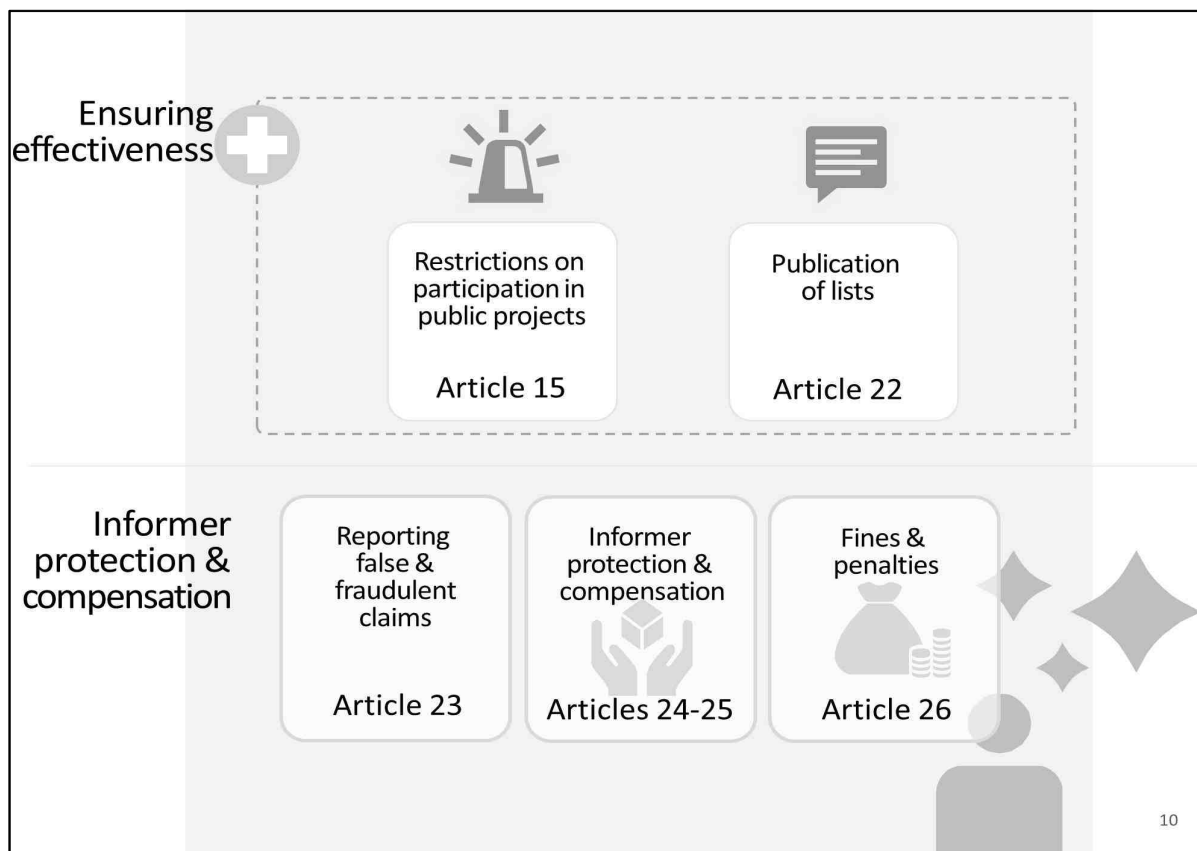 Ensuring
effectiveness
Restrictions on
participation in
public projects
Article 15
Publication
of lists
Article 22
Informer
protection &
compensation
Reporting
false &
fraudulent
claims
Article 23
Informer
protection &
compensation
Articles 24-25
Fines &
penalties
Article 26
10